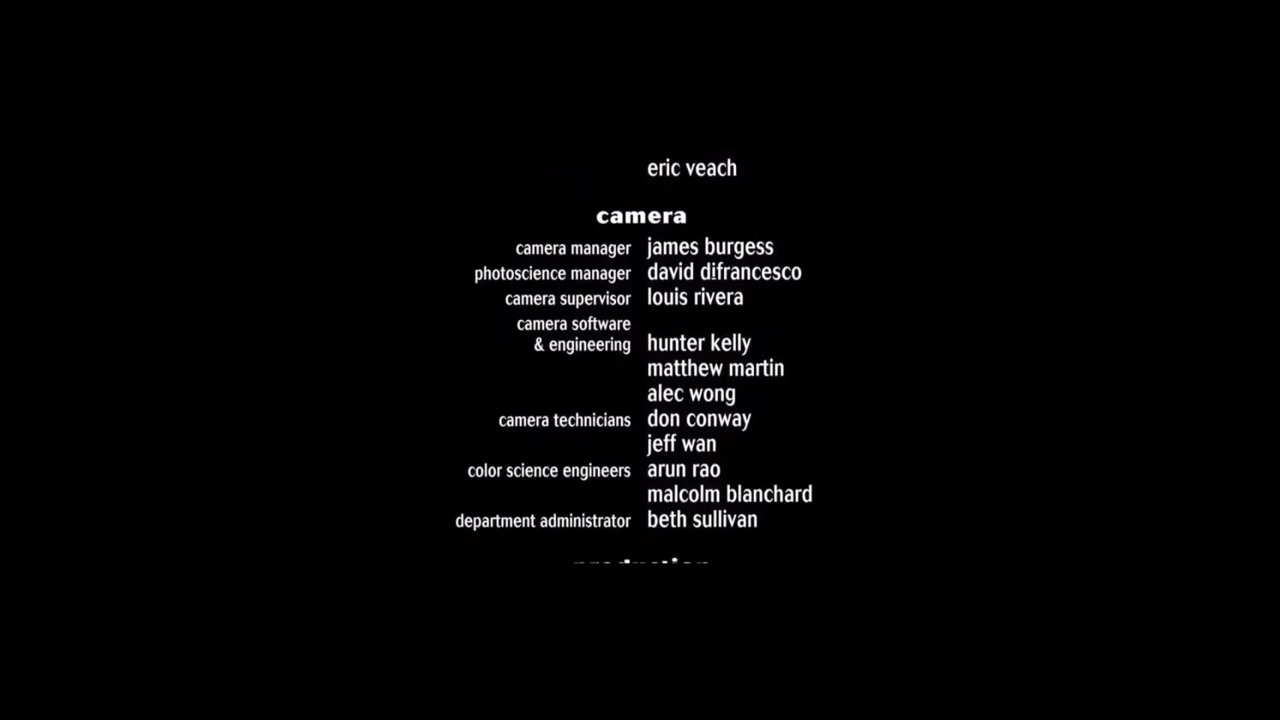 eric veach
camera
camera manager james burgess
photoscience manager david difrancesco
camera supervisor louis rivera
camera software
& engineering hunter kelly
matthew martin
alec wong
camera technicians don conway
jeff wan
color science engineers arun rao
malcolm blanchard
department administrator beth sullivan